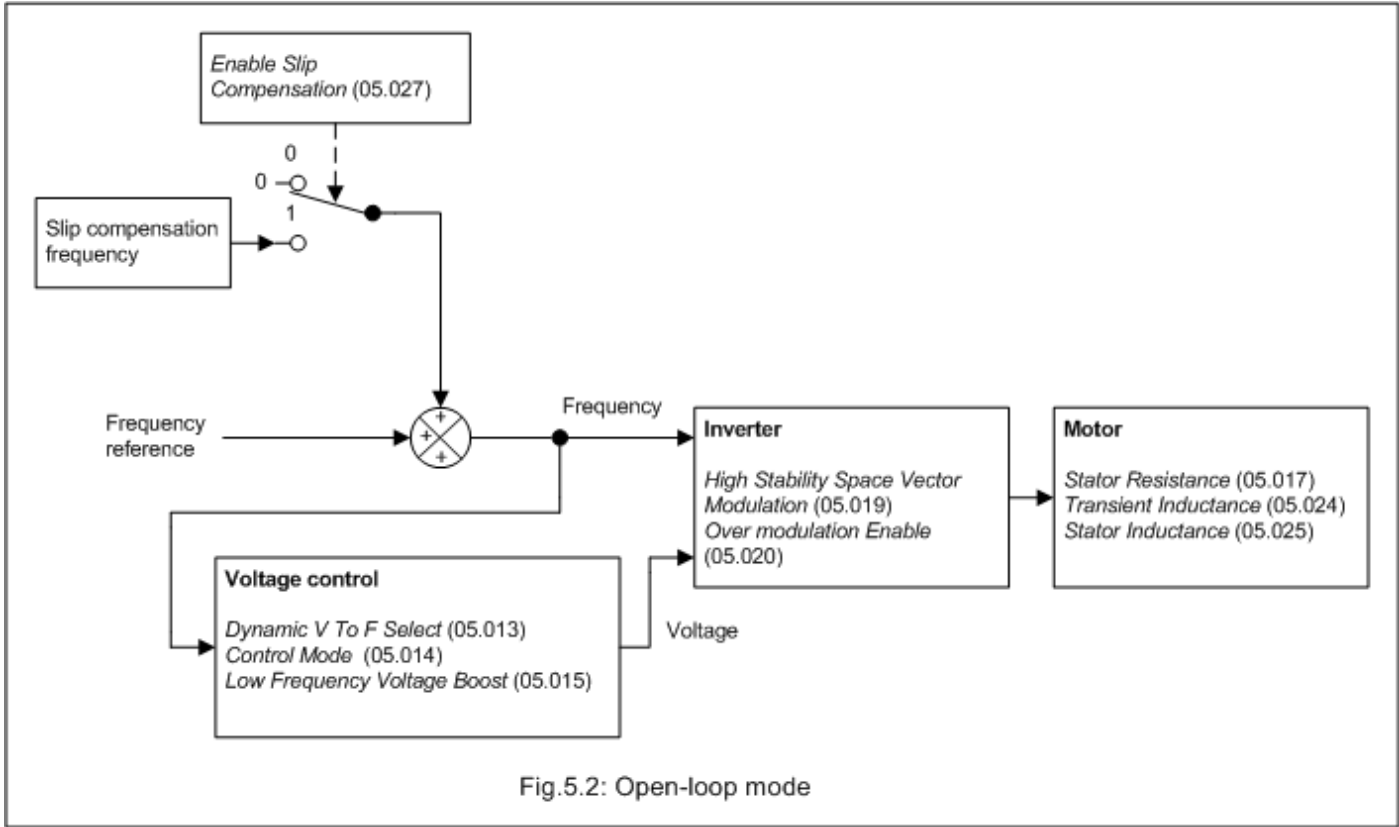 Enable Slip
Compensation (05.027)
0
0
1
Slip compensation
frequency
Frequency
reference
+
+
+
Frequency
Inverter
High Stability Space Vector
Modulation (05.019)
Over modulation Enable
(05.020)
Motor
Stator Resistance (05.017)
Transient Inductance (05.024)
Stator Inductance (05.025)
Voltage control
Dynamic V To F Select (05.013)
Control Mode (05.014)
Low Frequency Voltage Boost (05.015)
Voltage
Fig.5.2: Open-loop mode